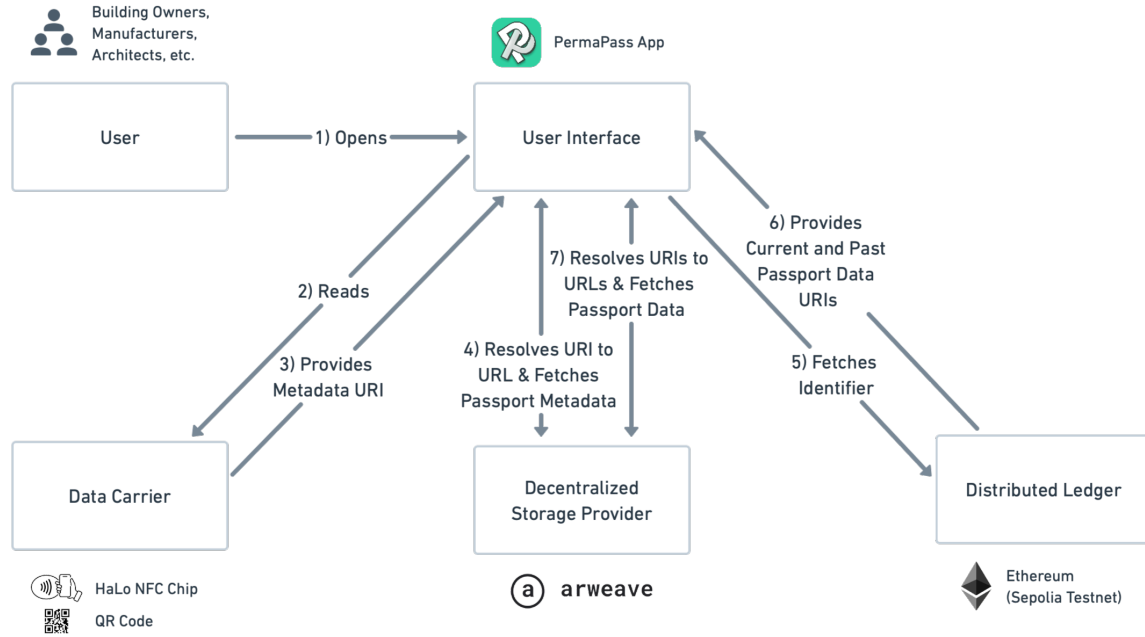 Building Owners,
Manufacturers,
Architects, etc.
PermaPass App
User
1) Opens
User Interface
2) Reads
3) Provides
Metadata URI
4) Resolves URI to
URL & Fetches
Passport Metadata
7) Resolves URIs to
URLs & Fetches
Passport Data
5) Fetches
Identifier
6) Provides
Current and Past
Passport Data
URIs
Data Carrier
Decentralized
Storage Provider
Distributed Ledger
HaLo NFC Chip
QR Code
a arweave
Ethereum
(Sepolia Testnet)